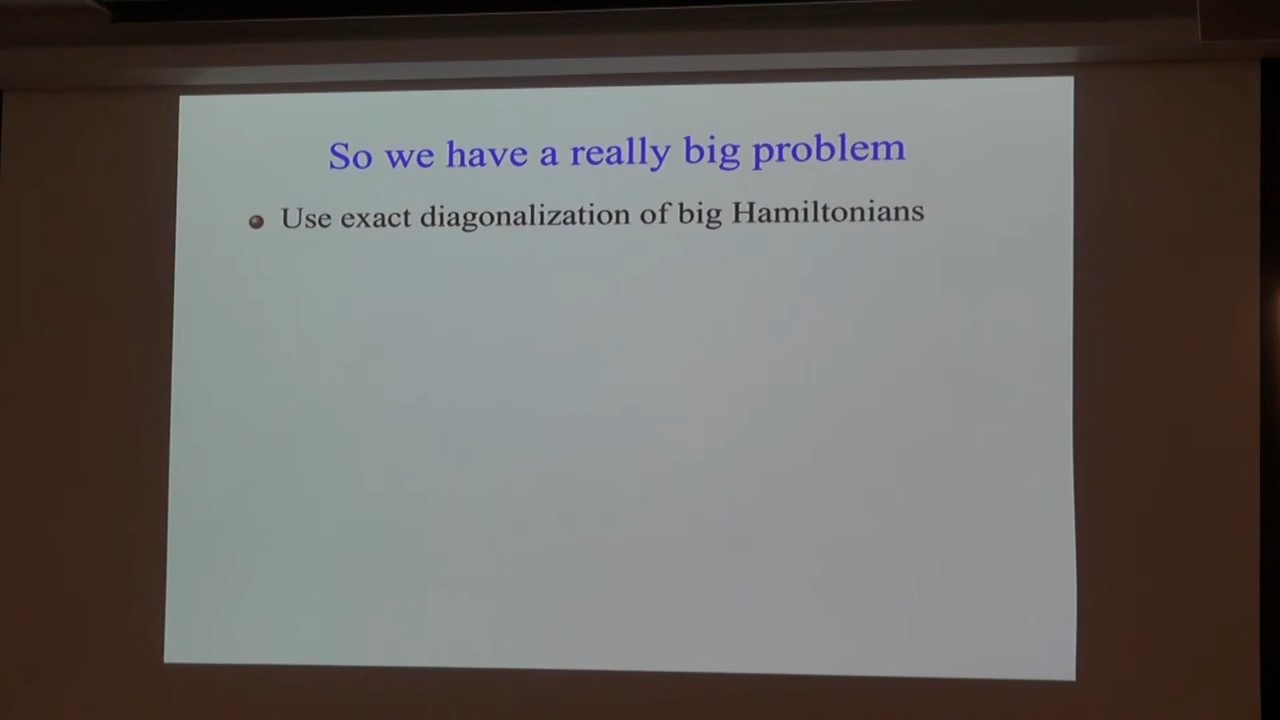 So we have a really big problem
Use exact diagonalization of big Hamiltonians